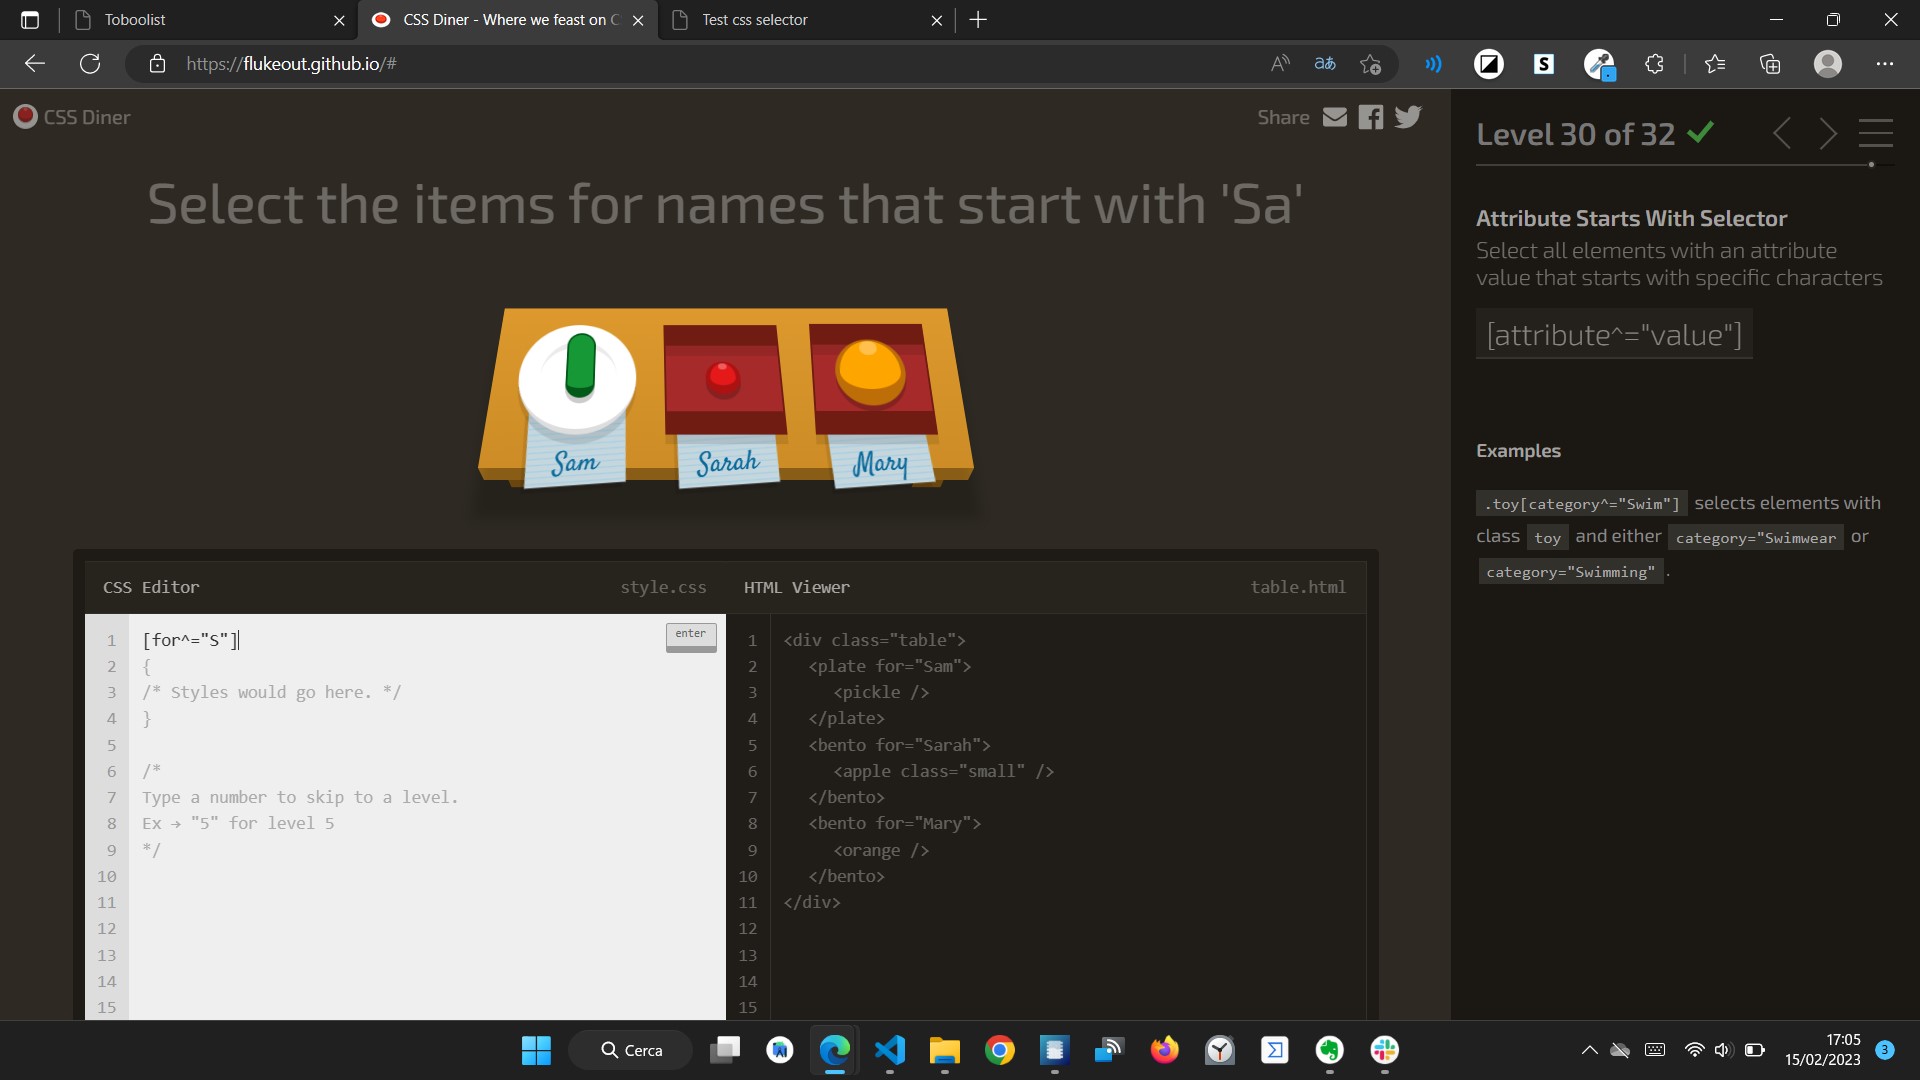 Toboolist
CSS Diner - Where we feast on C
Test css selector
https://flukeout.github.io/#
CSS Diner
Share
Level 30 of 32
Select the items for names that start with 'Sa'
Attribute Starts With Selector
Select all elements with an attribute
value that starts with specific characters
[attribute^="value"]
Sam
Sarah
Mary
Examples
.toy[category^="Swim"] selects elements with
class toy and either category="Swimwear or
category="Swimming" .
CSS Editor
style.css
HTML Viewer
table.html
enter
1 [for^="S"]
2 {
3 /* Styles would go here. */
4 }
5
6 /*
7 Type a number to skip to a level.
8 Ex → "5" for level 5
9 */
10
11
12
13
14
15
1 <div class="table">
2 <plate for="Sam">
3 <pickle />
4 </plate>
5 <bento for="Sarah">
6 <apple class="small" />
7 </bento>
8 <bento for="Mary">
9 <orange />
10 </bento>
11 </div>
12
13
14
15
Cerca
17:05
15/02/2023
3